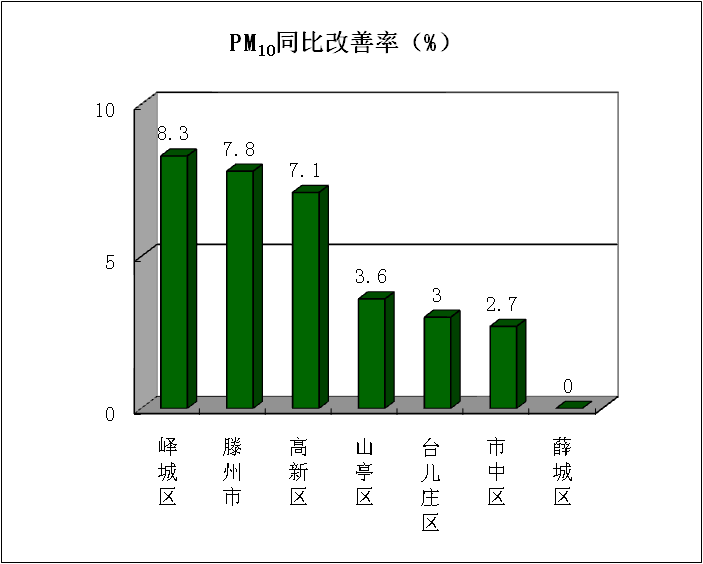 PM10同比改善率（%）
10
5
0
8.3
7.8
7.1
3.6
3
2.7
0
峄城区
滕州市
高新区
山亭区
台儿庄区
市中区
薛城区